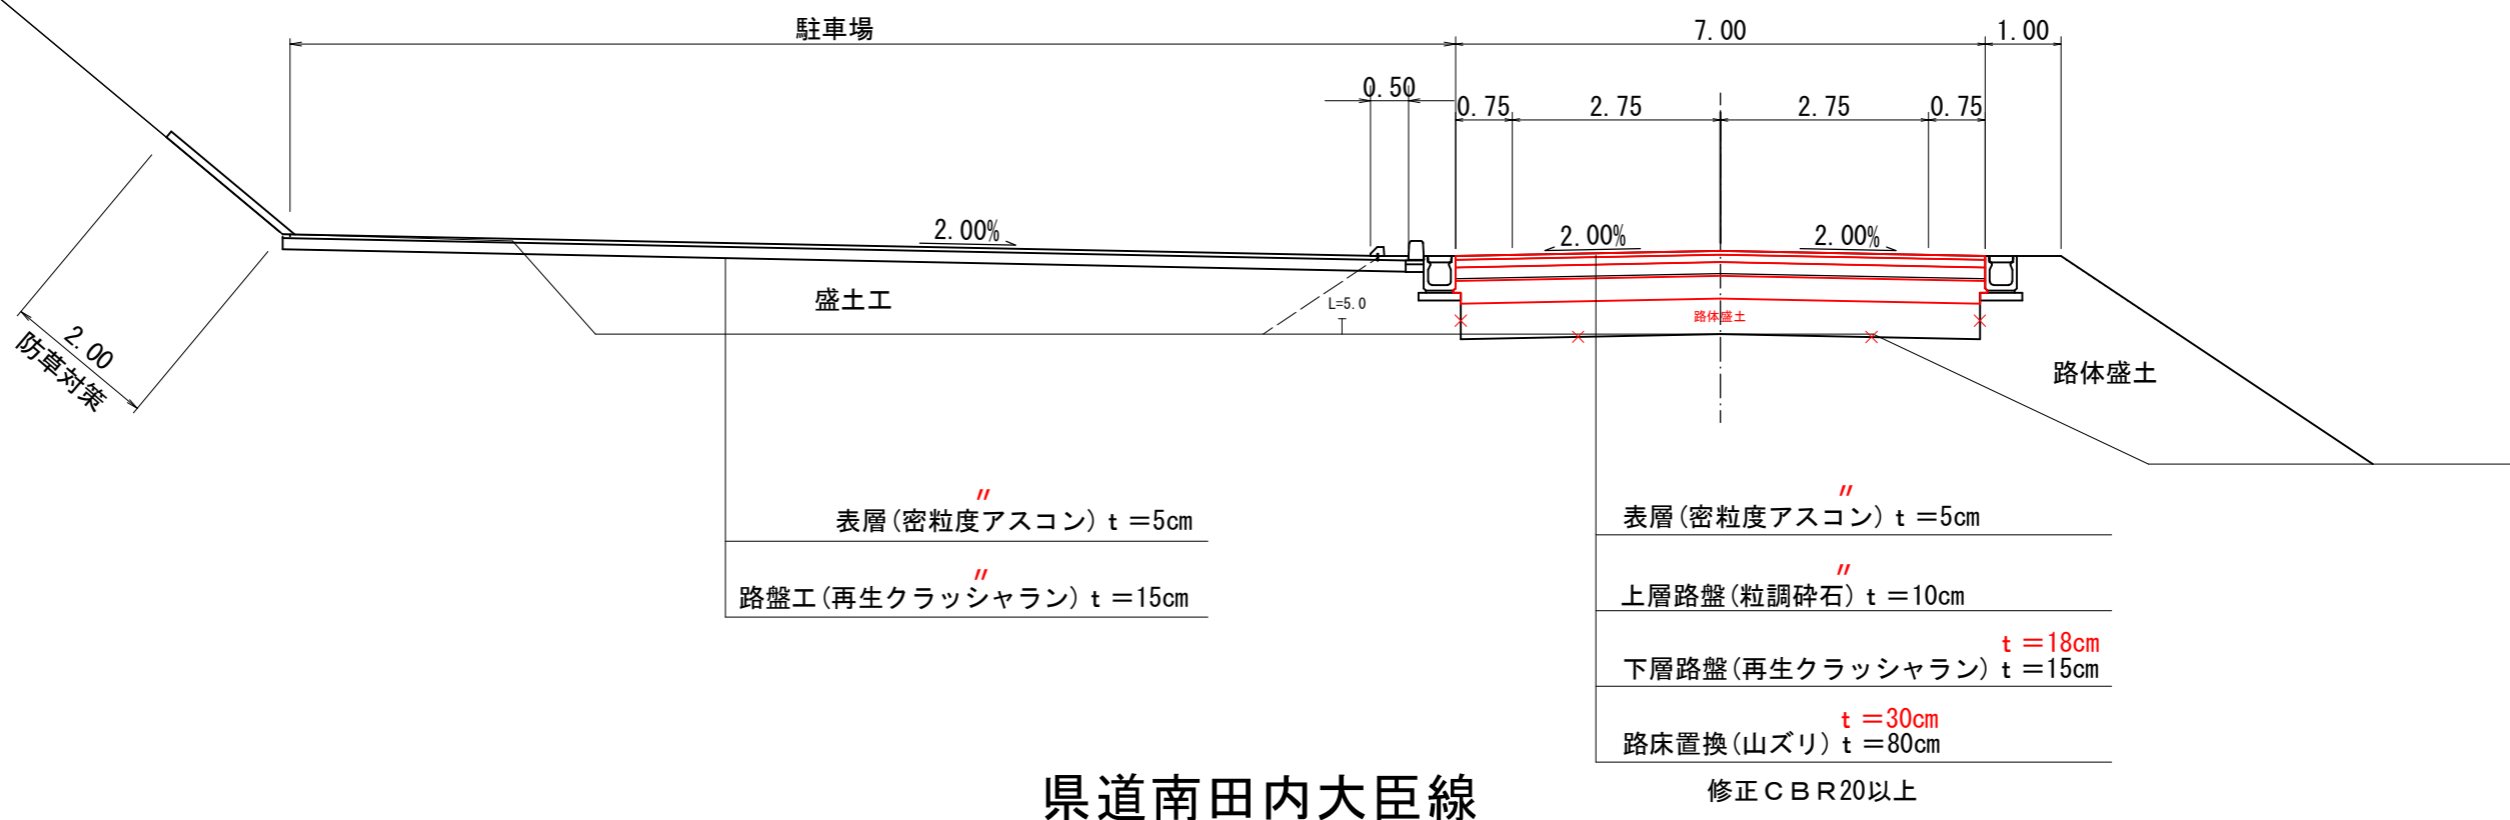 駐車場
7.00
1.00
0.50
0.75
2.75
2.75
0.75
2.00%
2.00%
2.00%
盛土工
L=5.0
路体盛土
路体盛土
2.00
防草対策
〃
表層(密粒度アスコン) t =5cm
〃
路盤工(再生クラッシャラン) t =15cm
〃
表層(密粒度アスコン) t =5cm
〃
上層路盤(粒調砕石) t =10cm
t =18cm
下層路盤(再生クラッシャラン) t =15cm
t =30cm
路床置換(山ズリ) t =80cm
修正CBR20以上
県道南田内大臣線